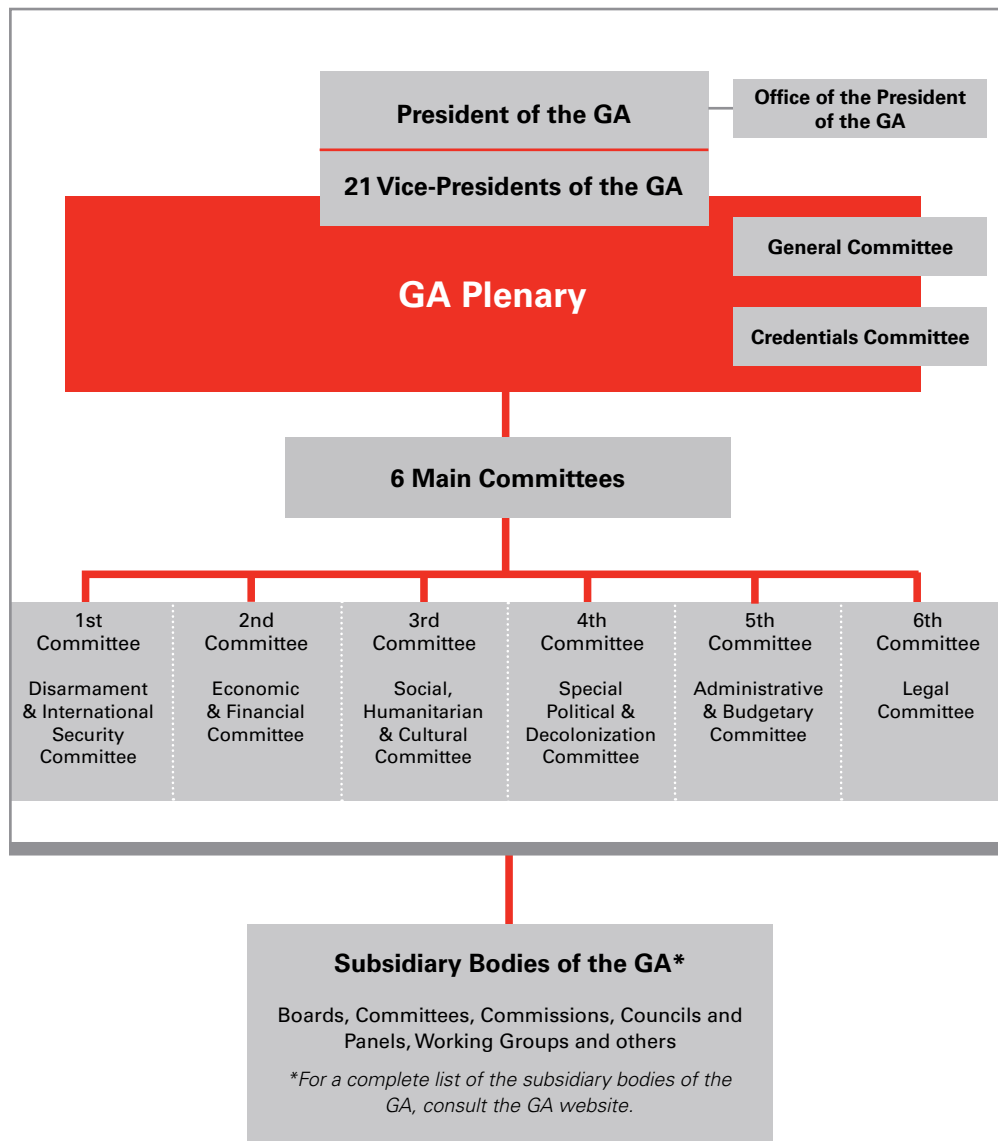 President of the GA
Office of the President
of the GA
21 Vice-Presidents of the GA
General Committee
GA Plenary
Credentials Committee
6 Main Committees
1st
Committee
Disarmament
& International
Security
Committee
2nd
Committee
Economic
& Financial
Committee
3rd
Committee
Social,
Humanitarian
& Cultural
Committee
4th
Committee
Special
Political &
Decolonization
Committee
5th
Committee
Administrative
& Budgetary
Committee
6th
Committee
Legal
Committee
Subsidiary Bodies of the GA*
Boards, Committees, Commissions, Councils and
Panels, Working Groups and others
*For a complete list of the subsidiary bodies of the
GA, consult the GA website.